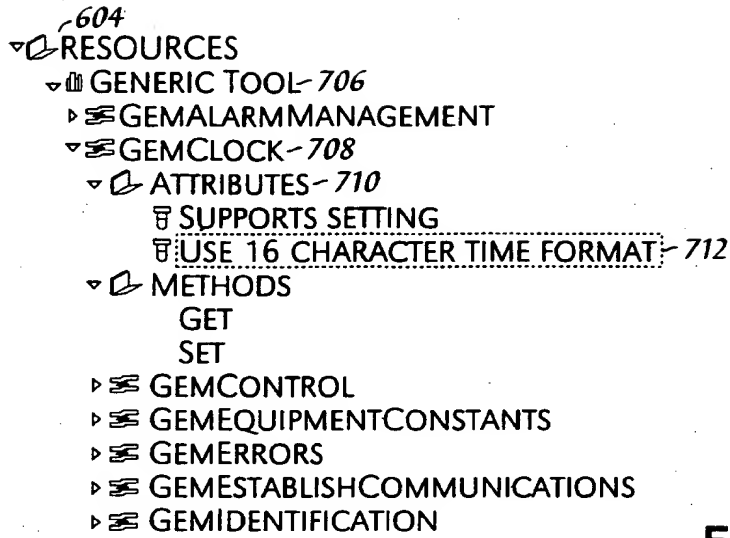 604
RESOURCES
GENERIC TOOL 706
GEMALARMMANAGEMENT
GEMCLOCK 708
ATTRIBUTES 710
SUPPORTS SETTING
USE 16 CHARACTER TIME FORMAT 712
METHODS
GET
SET
GEMCONTROL
GEMEQUIPMENTCONSTANTS
GEMERRORS
GEMESTABLISHCOMMUNICATIONS
GEMIDENTIFICATION